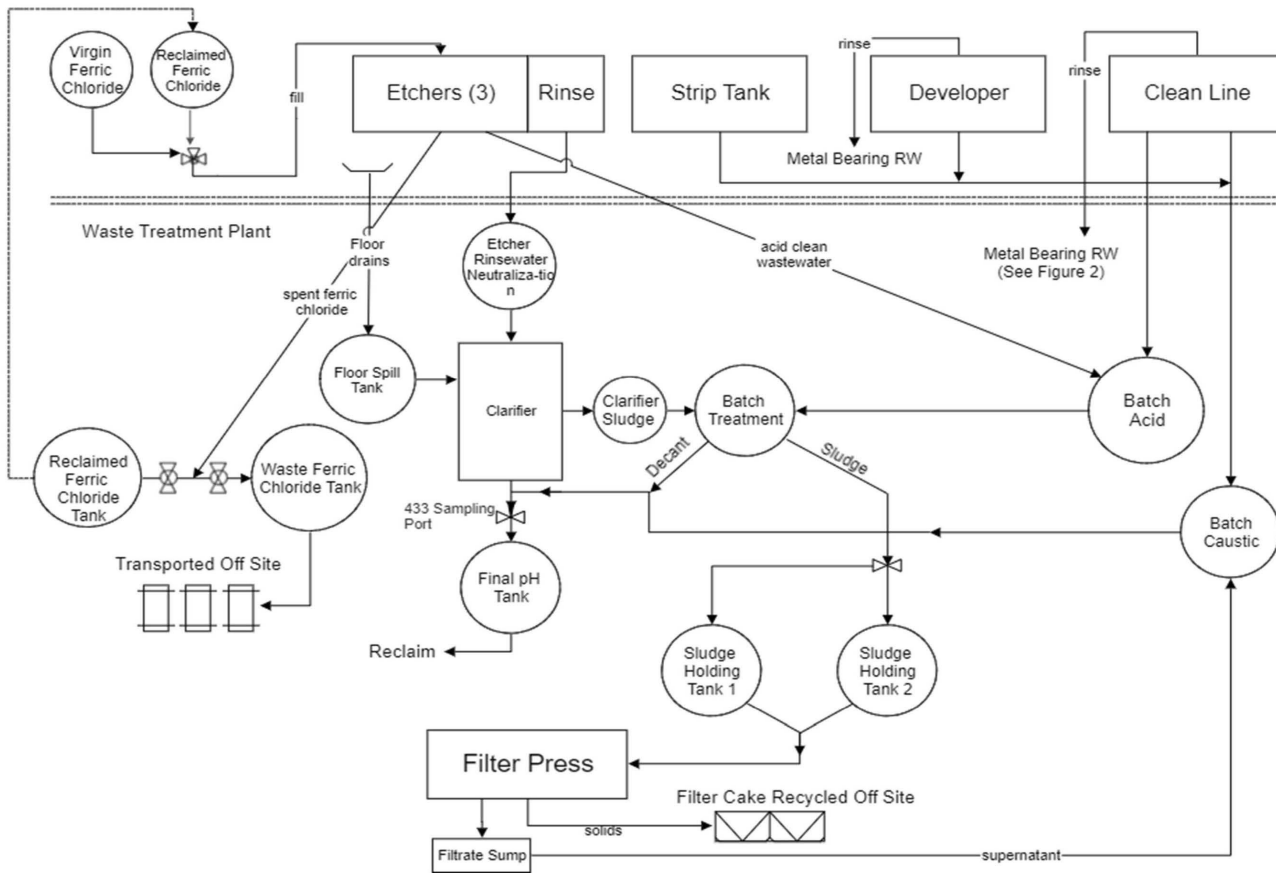 Virgin
Ferric
Chloride
Reclaimed
Ferric
Chloride
fill
Etchers (3)
Rinse
Strip Tank
rinse
Developer
rinse
Clean Line
Metal Bearing RW
Waste Treatment Plant
Floor
drains
Etcher
Rinsewater
Neutraliza-tio
n
acid clean
wastewater
Metal Bearing RW
(See Figure 2)
spent ferric
chloride
Floor Spill
Tank
Clarifier
Clarifier
Sludge
Batch
Treatment
Batch
Acid
Decant
Sludge
Reclaimed
Ferric
Chloride
Tank
Waste Ferric
Chloride Tank
433 Sampling
Port
Batch
Caustic
Transported Off Site
Final pH
Tank
Reclaim
Sludge
Holding
Tank 1
Sludge
Holding
Tank 2
Filter Press
Filter Cake Recycled Off Site
solids
Filtrate Sump
supernatant